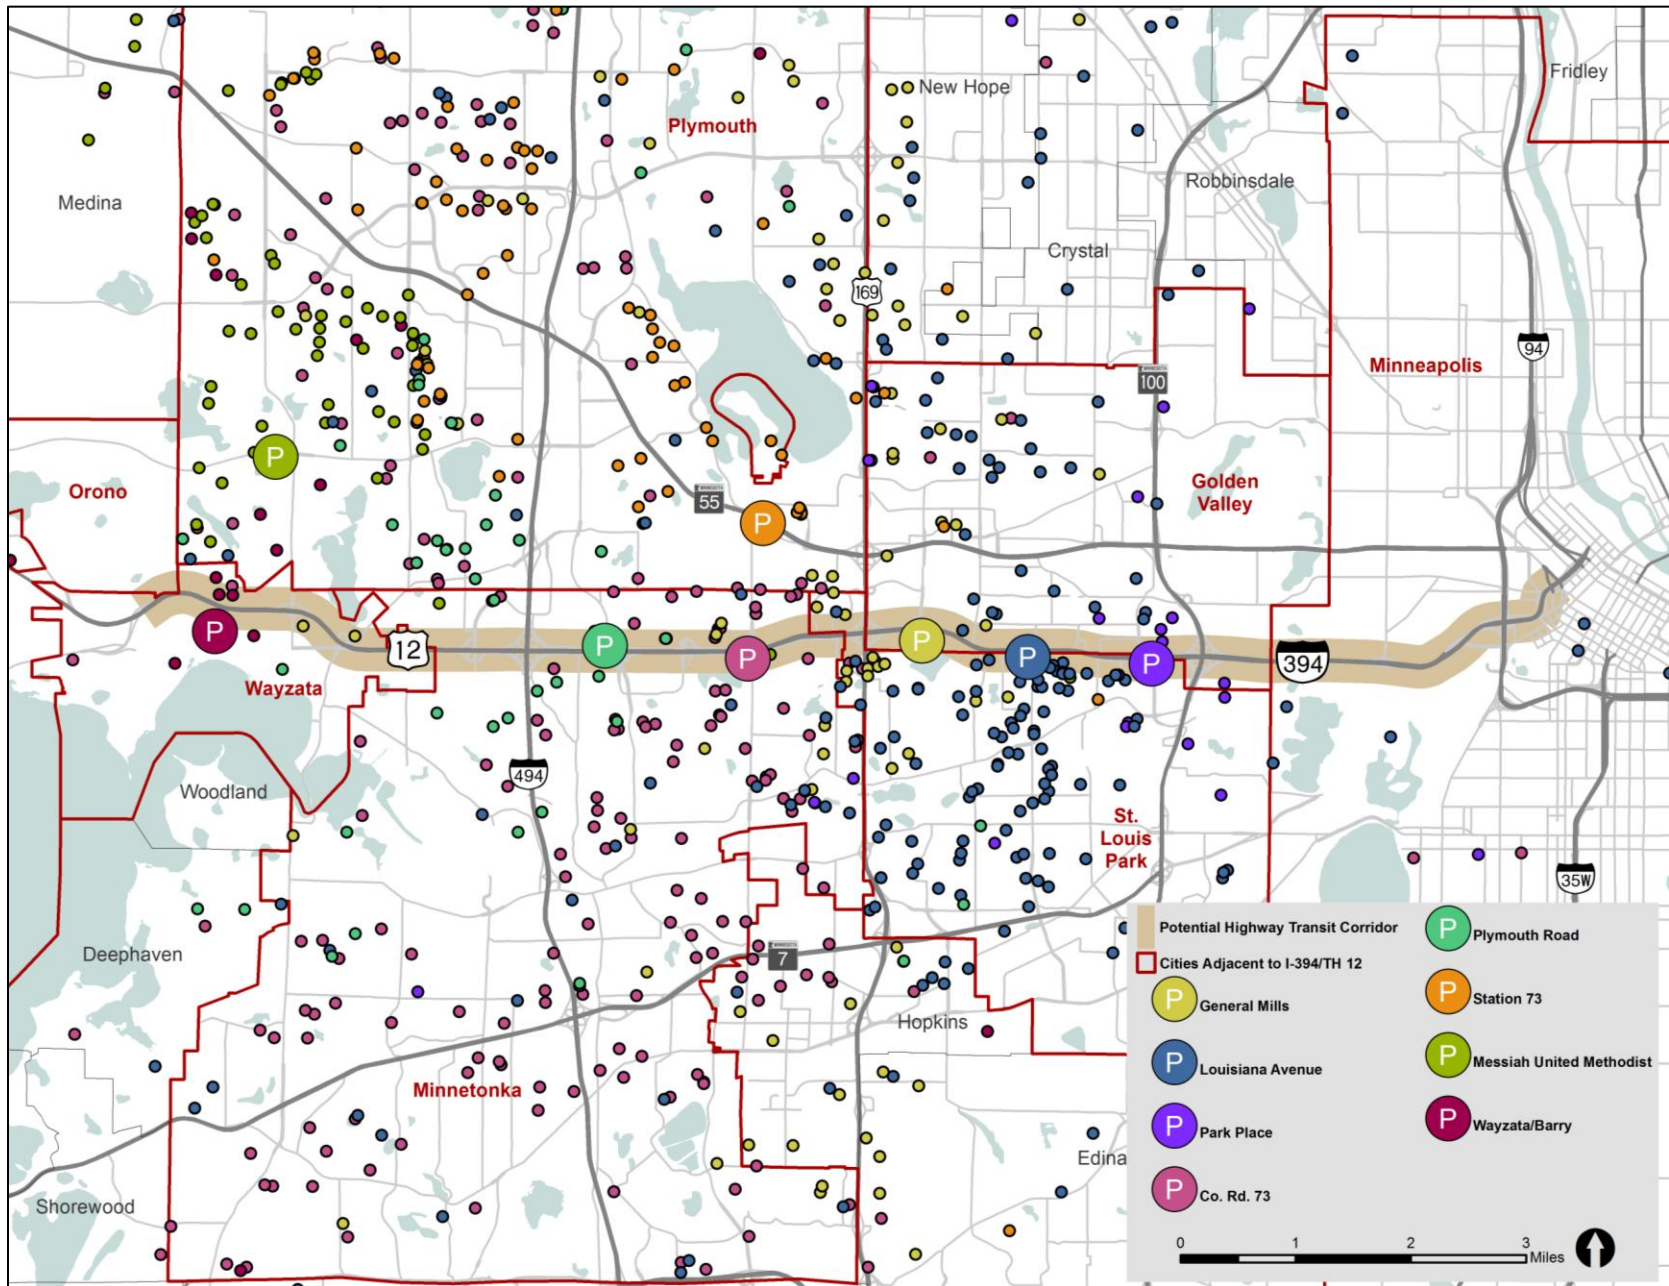 Fridley
New Hope
Plymouth
Robbinsdale
Medina
Crystal
169
94
Minneapolis
MINNESOTA
100
P
Orono
Golden
Valley
MINNESOTA
55
P
P
12
P
P
P
P
P
394
Wayzata
494
Woodland
St.
Louis
Park
35W
Deephaven
MINNESOTA
7
Hopkins
Minnetonka
Edina
Shorewood
Potential Highway Transit Corridor
Cities Adjacent to I-394/TH 12
P General Mills
P Louisiana Avenue
P Park Place
P Co. Rd. 73
P Plymouth Road
P Station 73
P Messiah United Methodist
P Wayzata/Barry
0 1 2 3
Miles